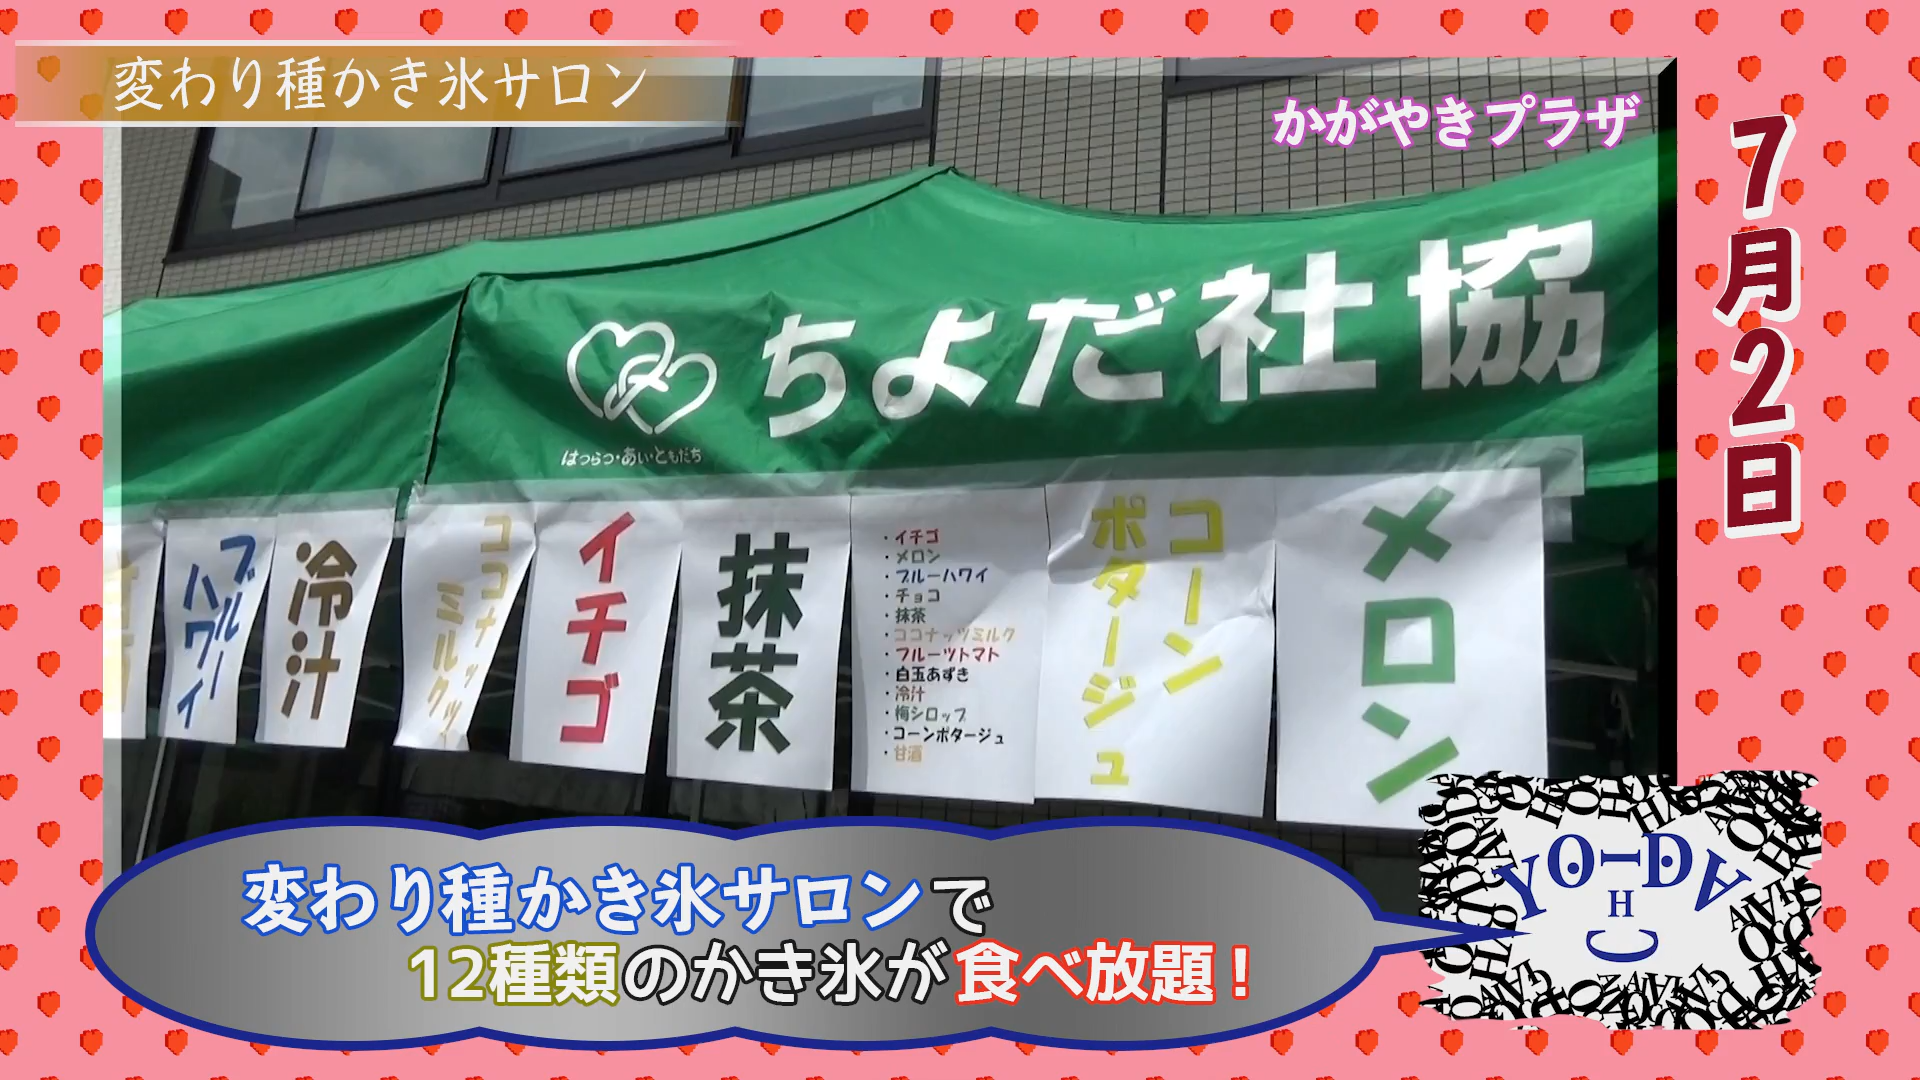 変わり種かき氷サロン
かがやきプラザ
7月2日
ちよだ社協
はつらつ・あい・ともだち
ブルーハワイ
冷汁
ココナッツミルク
イチゴ
抹茶
・イチゴ
・メロン
・ブルーハワイ
・チョコ
・抹茶
・ココナッツミルク
・フルーツトマト
・白玉あずき
・冷汁
・梅シロップ
・コーンポタージュ
・甘酒
コーン
ポタージュ
メロン
変わり種かき氷サロンで
12種類のかき氷が食べ放題！